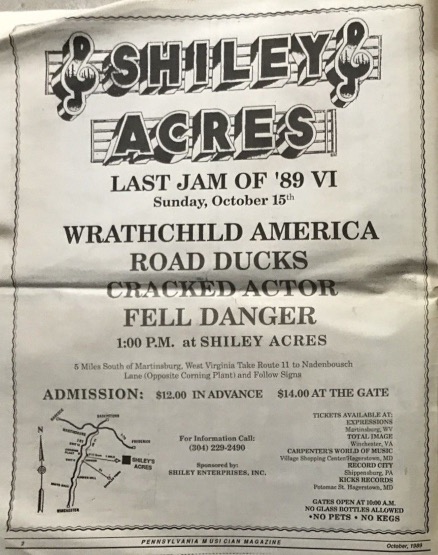 SHILEY
ACRES
LAST JAM OF '89 VI
Sunday, October 15th
WRATHCHILD AMERICA
ROAD DUCKS
CRACKED ACTOR
FELL DANGER
1:00 P.M. at SHILEY ACRES
5 Miles South of Martinsburg, West Virginia Take Route 11 to Nadenbousch
Lane (Opposite Corning Plant) and Follow Signs
ADMISSION: $12.00 IN ADVANCE $14.00 AT THE GATE
N
SHILEY'S
ACRES
WINCHESTER
For Information Call:
(304) 229-2490
Sponsored by:
SHILEY ENTERPRISES, INC.
TICKETS AVAILABLE AT:
EXPRESSIONS
Martinsburg, WV
TOTAL IMAGE
Winchester, VA
CARPENTER'S WORLD OF MUSIC
Village Shopping Center/Hagerstown, MD
RECORD CITY
Shippensburg, PA
KICKS RECORDS
Potomac St. Hagerstown, MD
GATES OPEN AT 10:00 A.M.
NO GLASS BOTTLES ALLOWED
• NO PETS • NO KEGS
PENNSYLVANIA MUSICIAN MAGAZINE
October, 1989